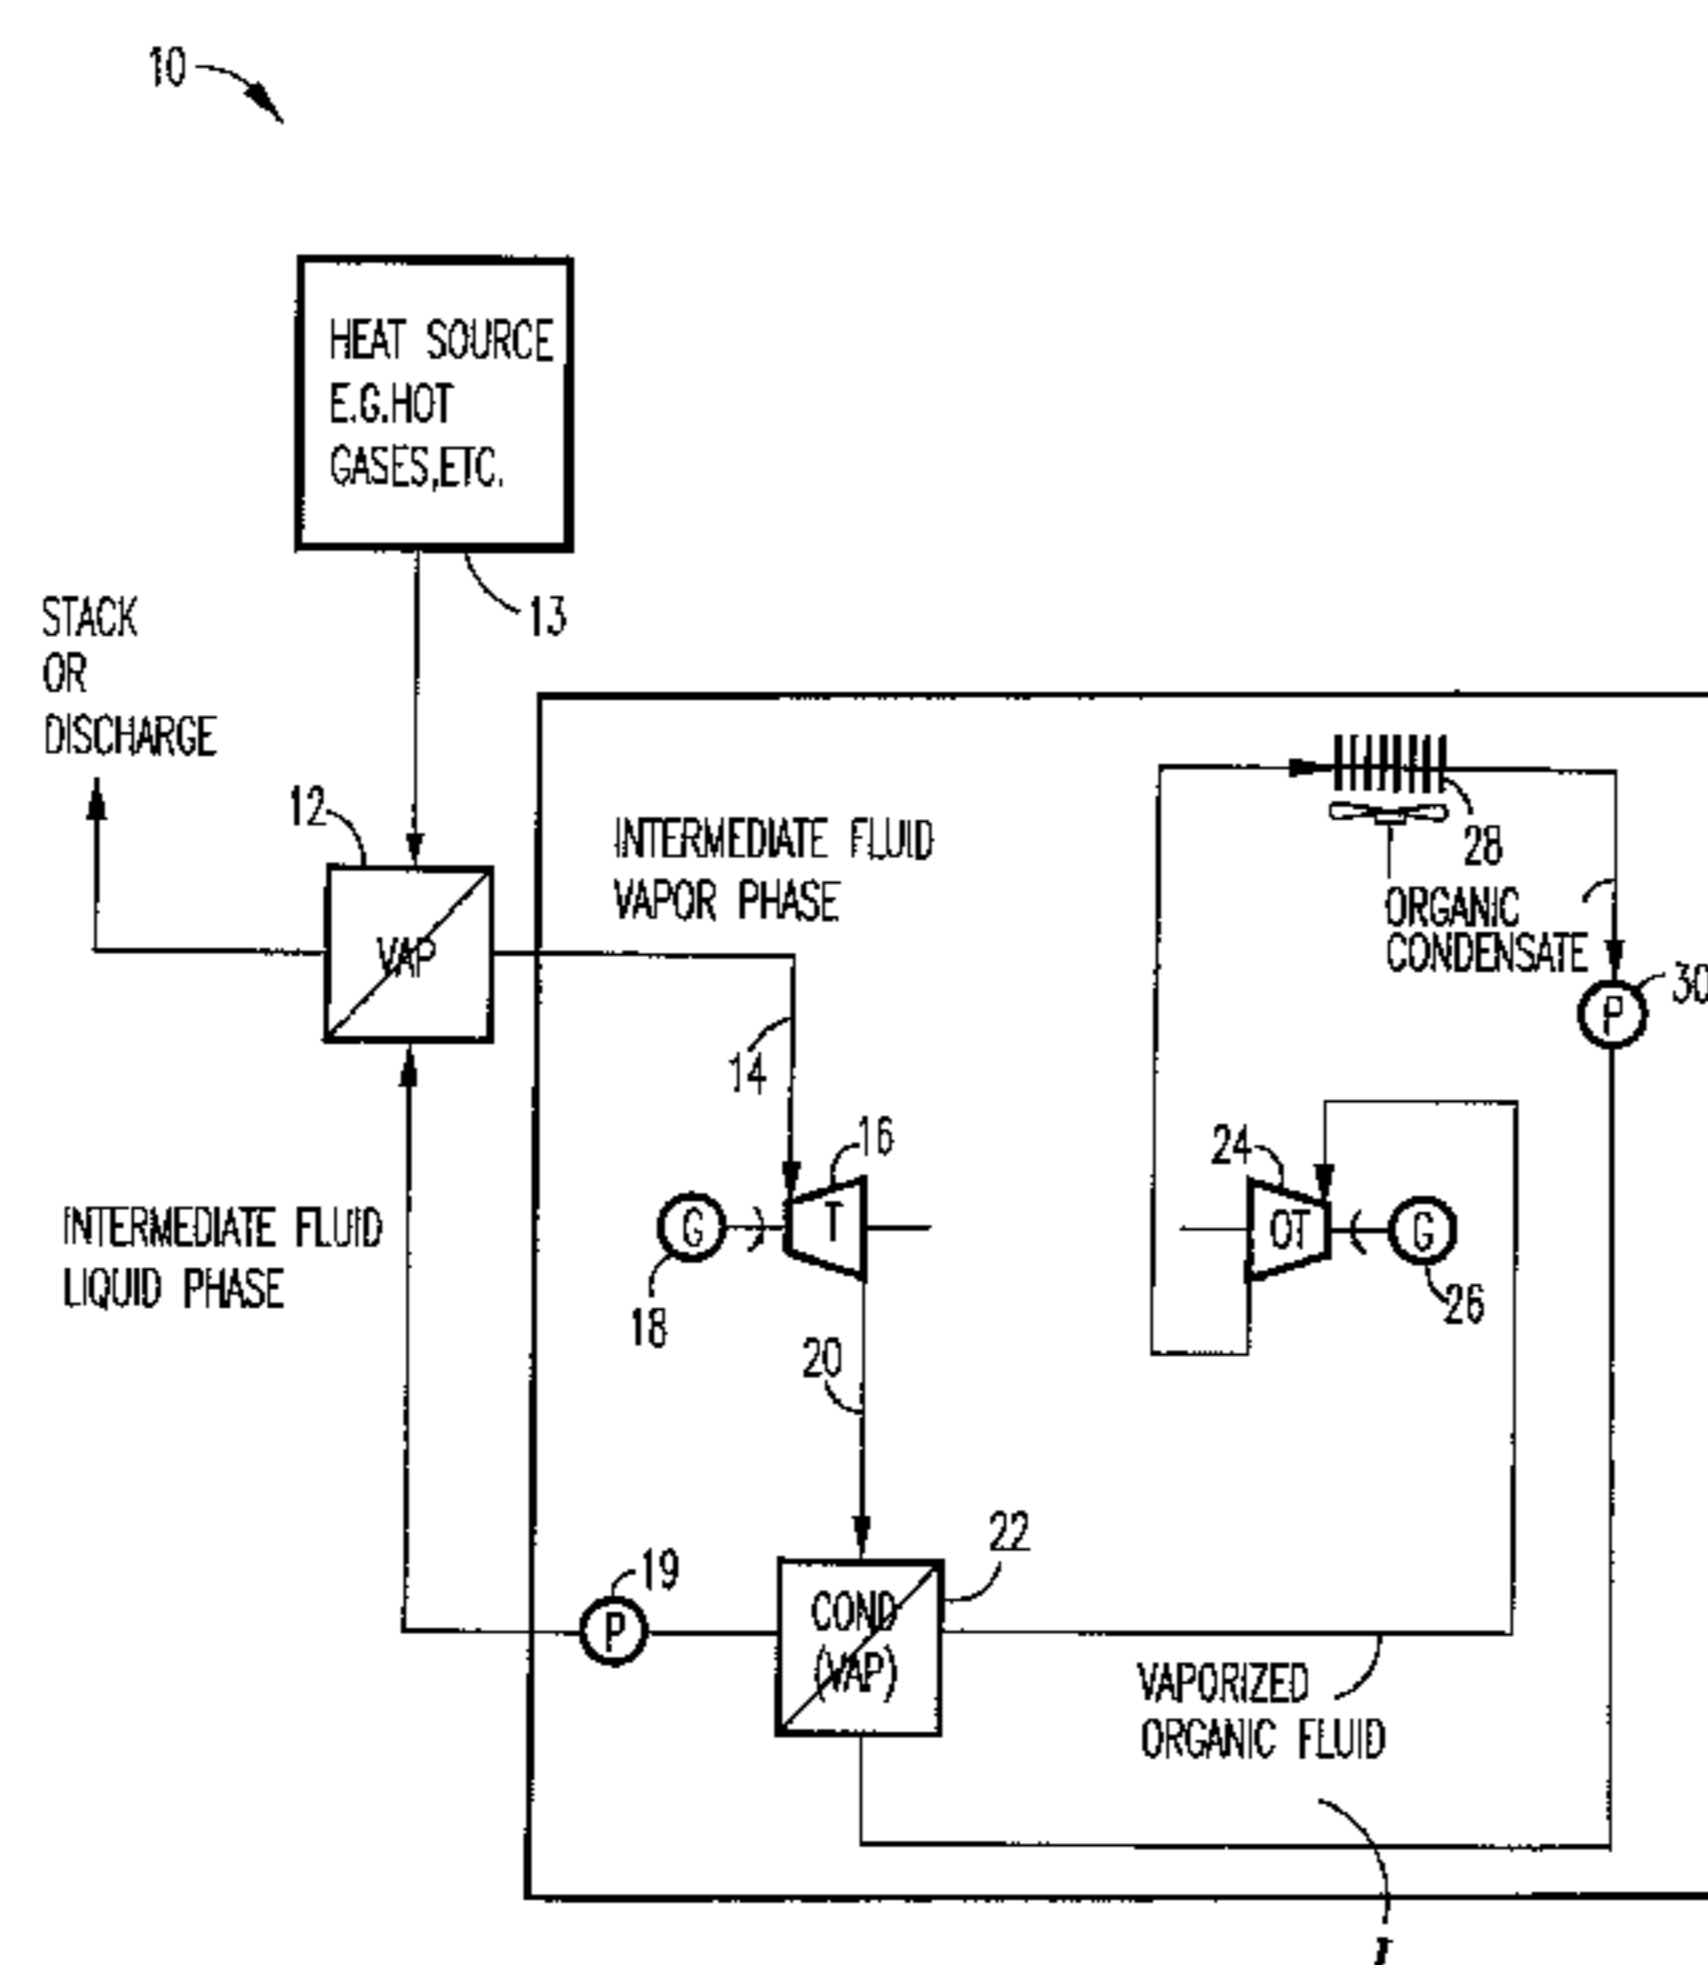 10
HEAT SOURCE
E.G.HOT
GASES,ETC.
13
STACK
OR
DISCHARGE
12
VAP
INTERMEDIATE FLUID
VAPOR PHASE
28
ORGANIC
CONDENSATE
30
P
14
16
24
G
T
OT
G
18
26
INTERMEDIATE FLUID
LIQUID PHASE
20
22
19
P
COND
(VAP)
VAPORIZED
ORGANIC FLUID